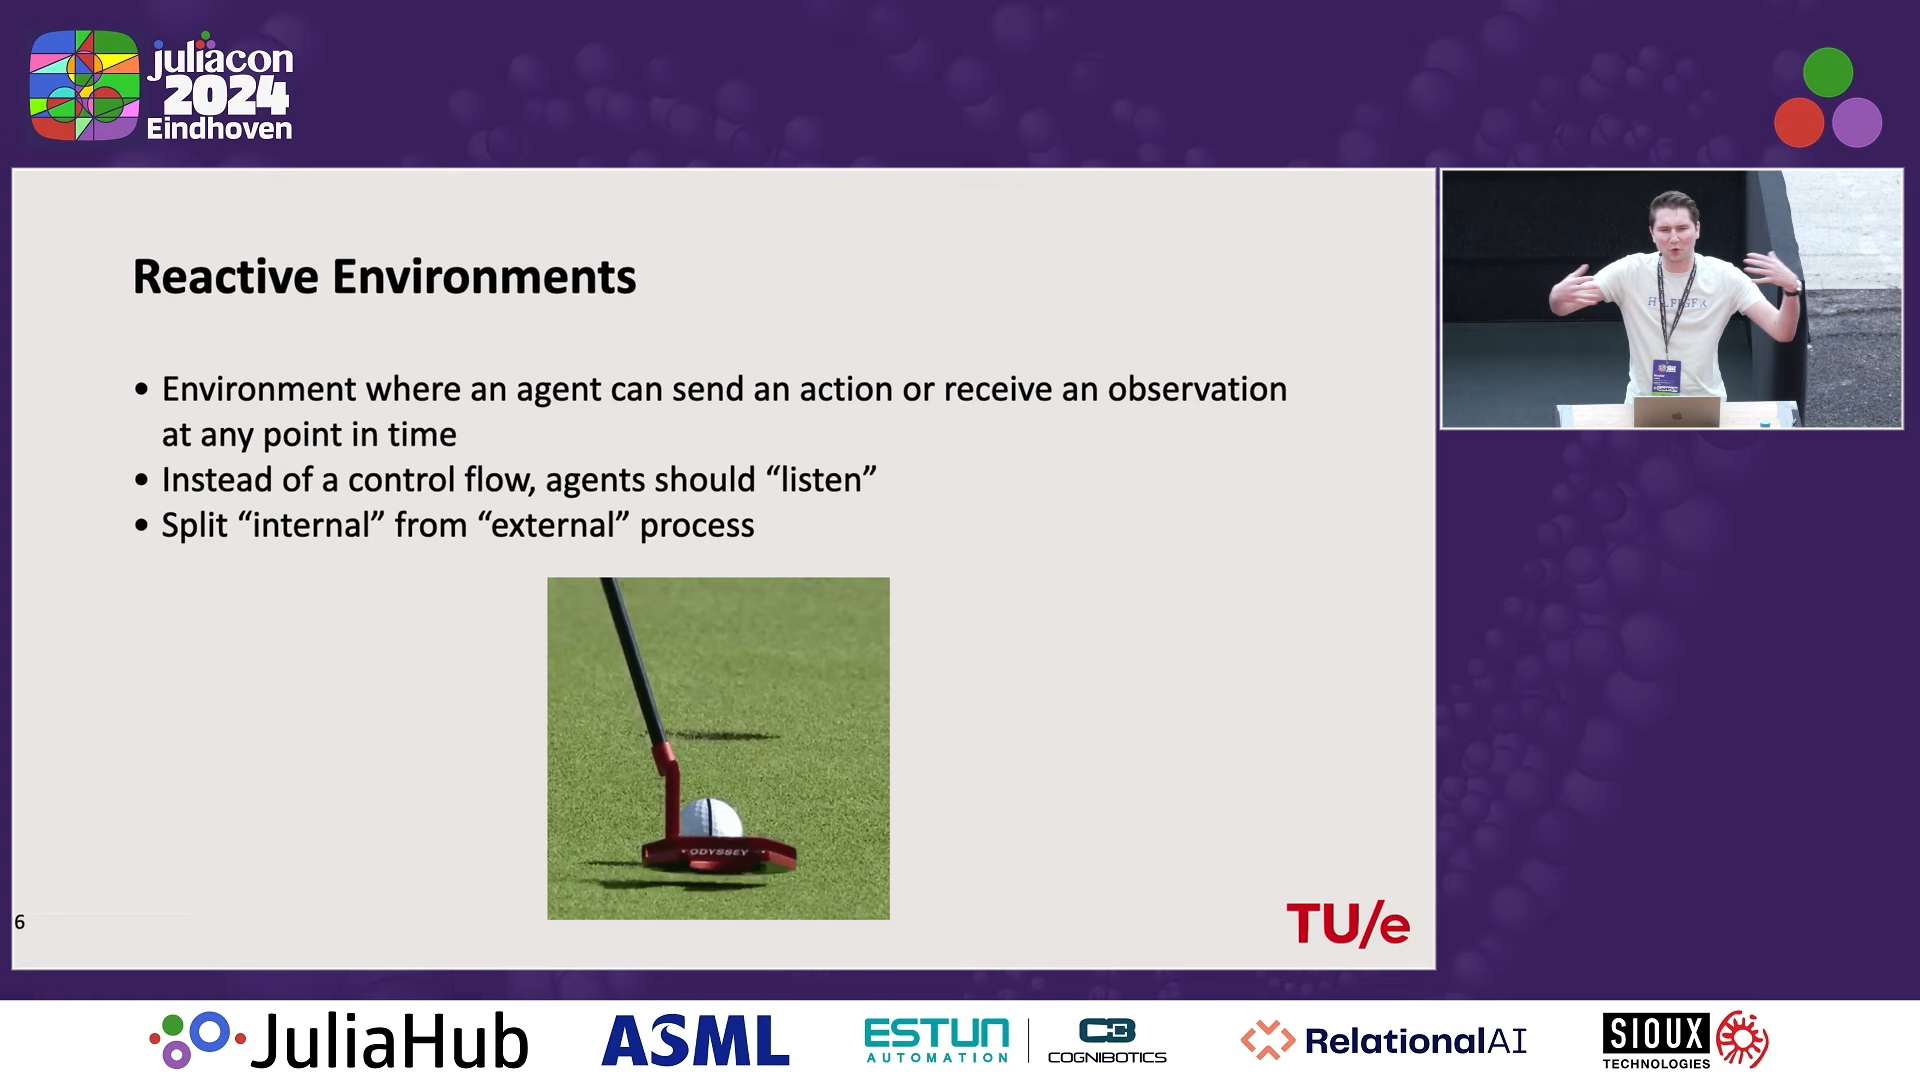 juliacon
2024
Eindhoven
Reactive Environments
• Environment where an agent can send an action or receive an observation
at any point in time
• Instead of a control flow, agents should “listen”
• Split “internal” from “external” process
ODYSSEY
6
TU/e
JuliaHub
ASML
ESTUN
AUTOMATION
COGNIBOTICS
RelationalAI
SIOUX
TECHNOLOGIES